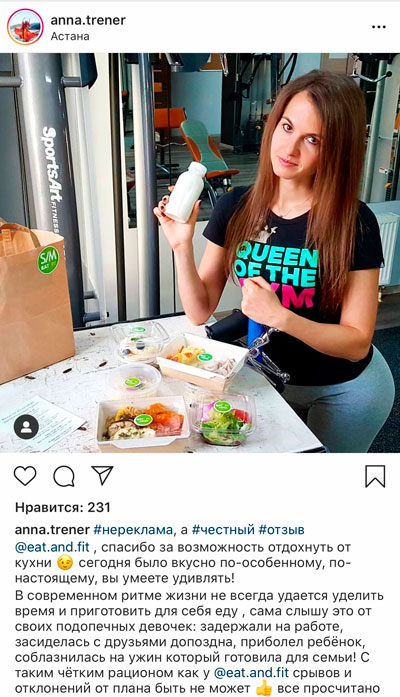 anna.trener
Астана
SportsArt
FITNESS
S/M
QUEEN
OF THE
GYM
Нравится: 231
anna.trener #нереклама, а #честный #отзыв
@eat.and.fit , спасибо за возможность отдохнуть от
кухни 😉 сегодня было вкусно по-особенному, по-
настоящему, вы умеете удивлять!
В современном ритме жизни не всегда удается уделить
время и приготовить для себя еду , сама слышу это от
своих подопечных девочек: задержали на работе,
засиделась с друзьями допоздна, приболел ребёнок,
соблазнилась на ужин который готовила для семьи! С
таким чётким рационом как у @eat.and.fit срывов и
отклонений от плана быть не может 👍 все просчитано